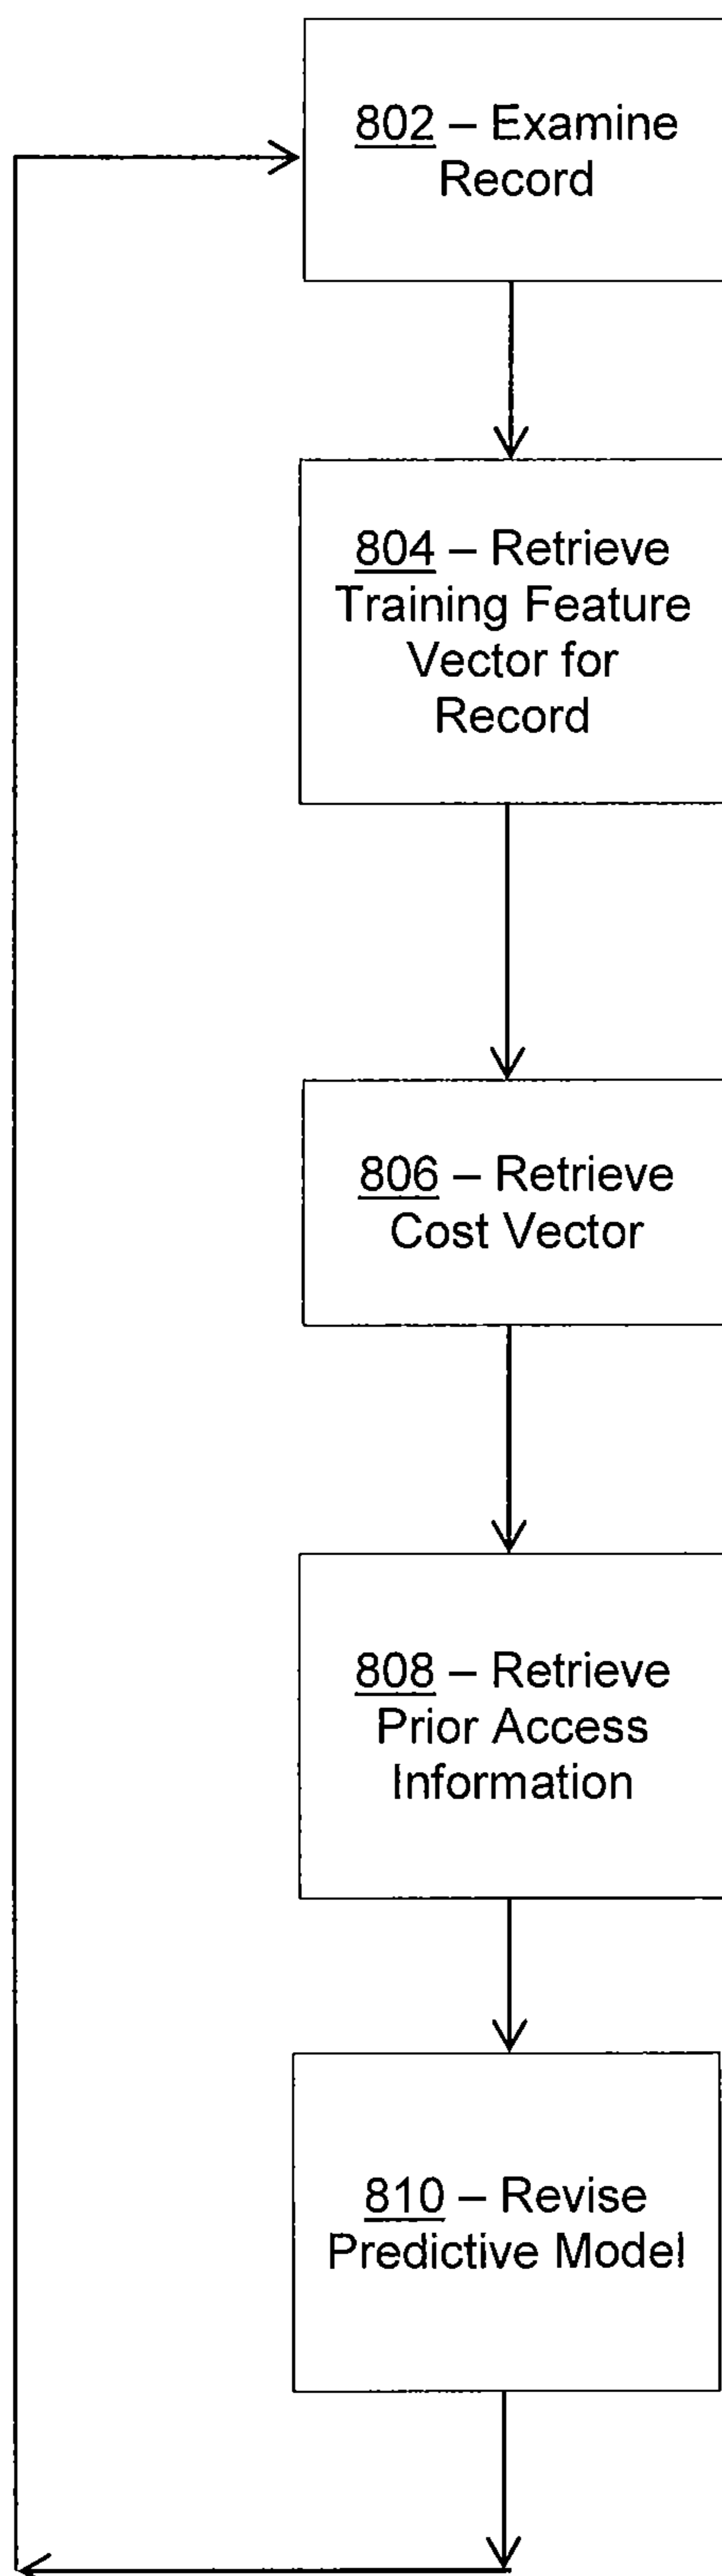 802 – Examine
Record
804 – Retrieve
Training Feature
Vector for
Record
806 – Retrieve
Cost Vector
808 – Retrieve
Prior Access
Information
810 – Revise
Predictive Model